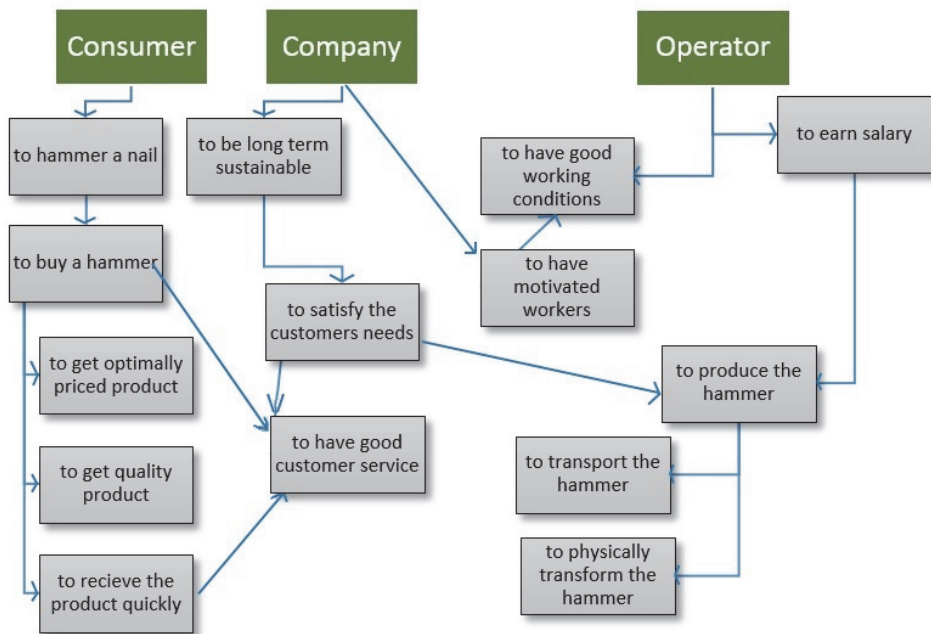 Consumer
Company
Operator
to hammer a nail
to be long term
sustainable
to have good
working
conditions
to earn salary
to buy a hammer
to have
motivated
workers
to satisfy the
customers needs
to get optimally
priced product
to produce the
hammer
to have good
customer service
to get quality
product
to transport the
hammer
to recieve the
product quickly
to physically
transform the
hammer